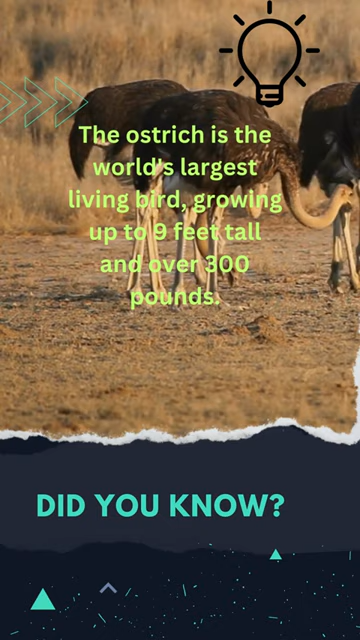 The ostrich is the
world's largest
living bird, growing
up to 9 feet tall
and over 300
pounds.
DID YOU KNOW?